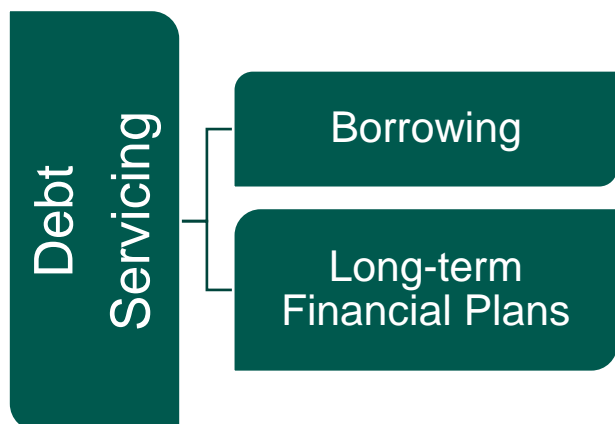 Debt
Servicing
Borrowing
Long-term
Financial Plans